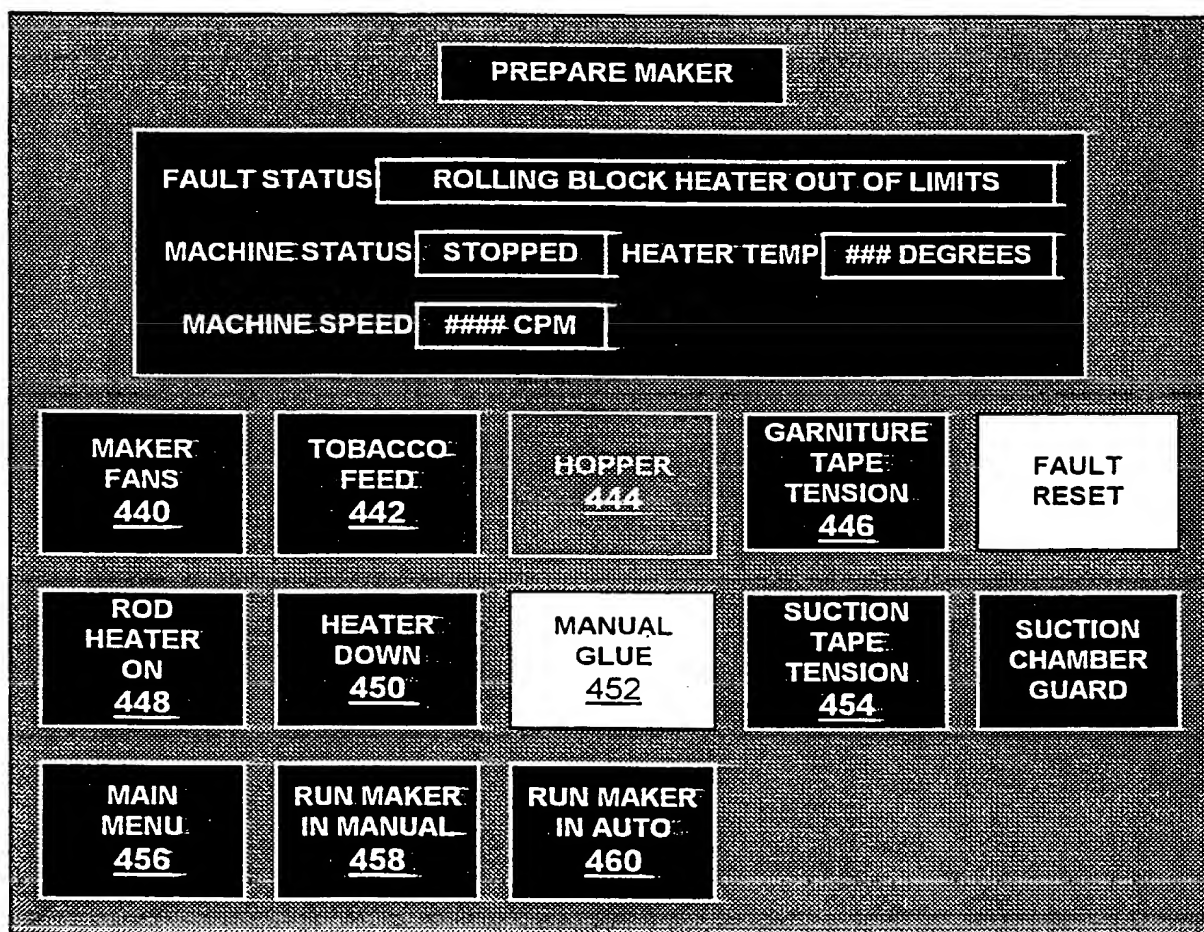 PREPARE MAKER
FAULT STATUS ROLLING BLOCK HEATER OUT OF LIMITS
MACHINE STATUS STOPPED HEATER TEMP ### DEGREES
MACHINE SPEED #### CPM
MAKER
FANS
440
TOBACCO
FEED
442
HOPPER
444
GARNITURE
TAPE
TENSION
446
FAULT
RESET
ROD
HEATER
ON
448
HEATER
DOWN
450
MANUAL
GLUE
452
SUCTION
TAPE
TENSION
454
SUCTION
CHAMBER
GUARD
MAIN
MENU
456
RUN MAKER
IN MANUAL
458
RUN MAKER
IN AUTO
460